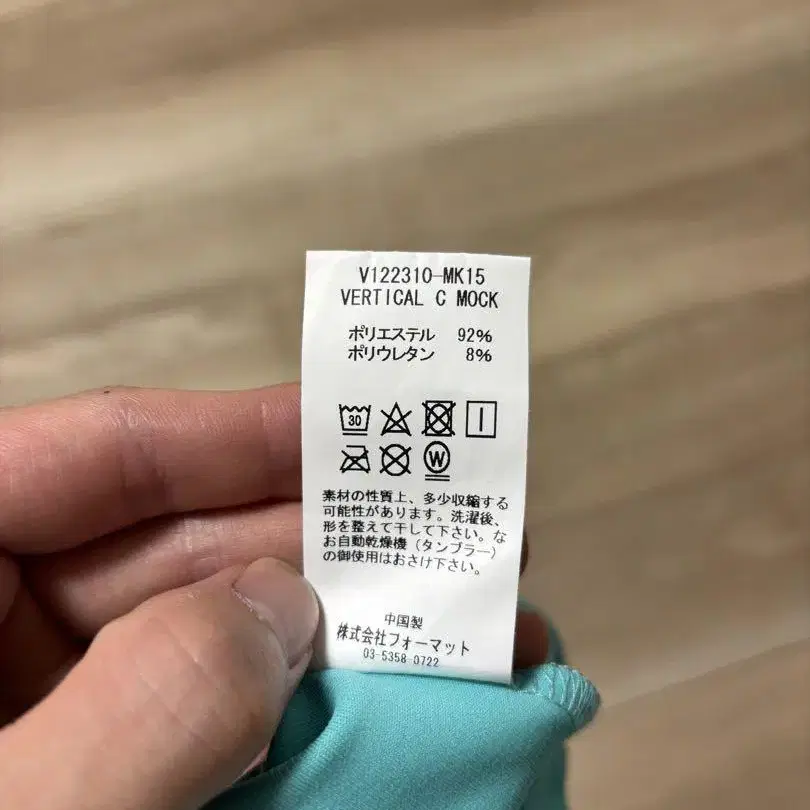 V122310-MK15
VERTICAL C MOCK
ポリエステル 92%
ポリウレタン 8%
30
W
素材の性質上、多少収縮する
可能性があります。洗濯後、
形を整えて干して下さい。な
お自動乾燥機(タンブラー)
の御使用はおさけ下さい。
中国製
株式会社フォーマット
03-5358-0722